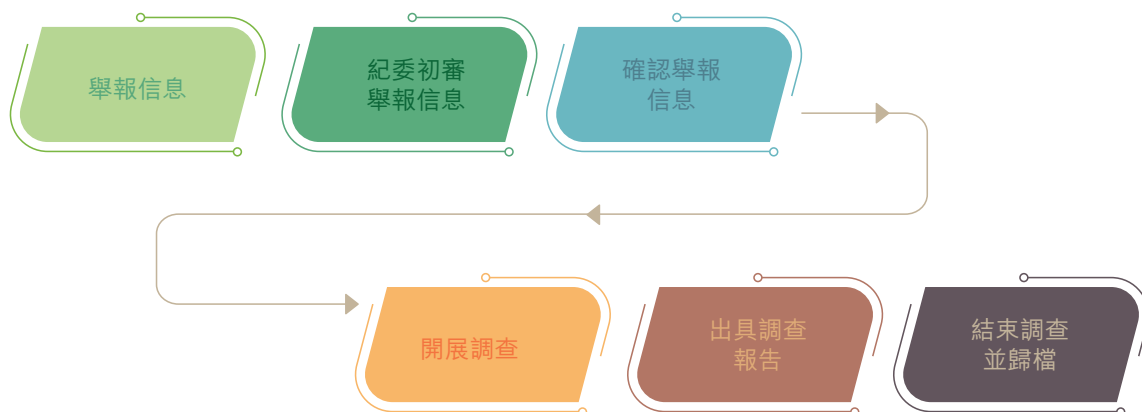 舉報信息
紀委初審
舉報信息
確認舉報
信息
開展調查
出具調查
報告
結束調查
並歸檔